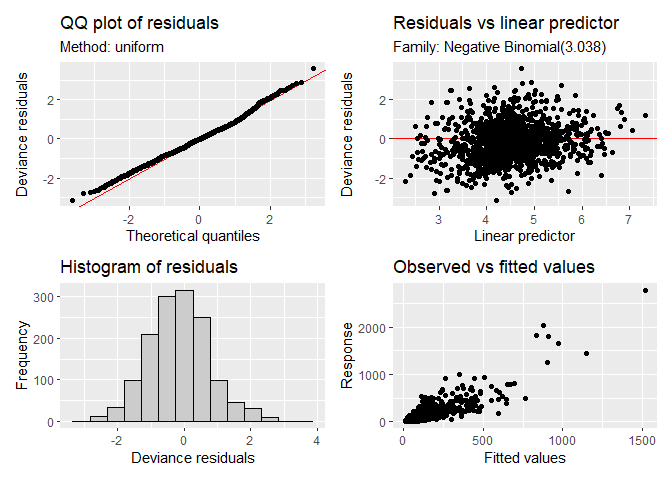 QQ plot of residuals
Method: uniform
Deviance residuals
2
0
-2
-2
0
2
Theoretical quantiles
Residuals vs linear predictor
Family: Negative Binomial(3.038)
Deviance residuals
2
0
-2
3
4
5
6
7
Linear predictor
Histogram of residuals
Frequency
300
200
100
0
-2
0
2
4
Deviance residuals
Observed vs fitted values
Response
2000
1000
0
0
500
1000
1500
Fitted values